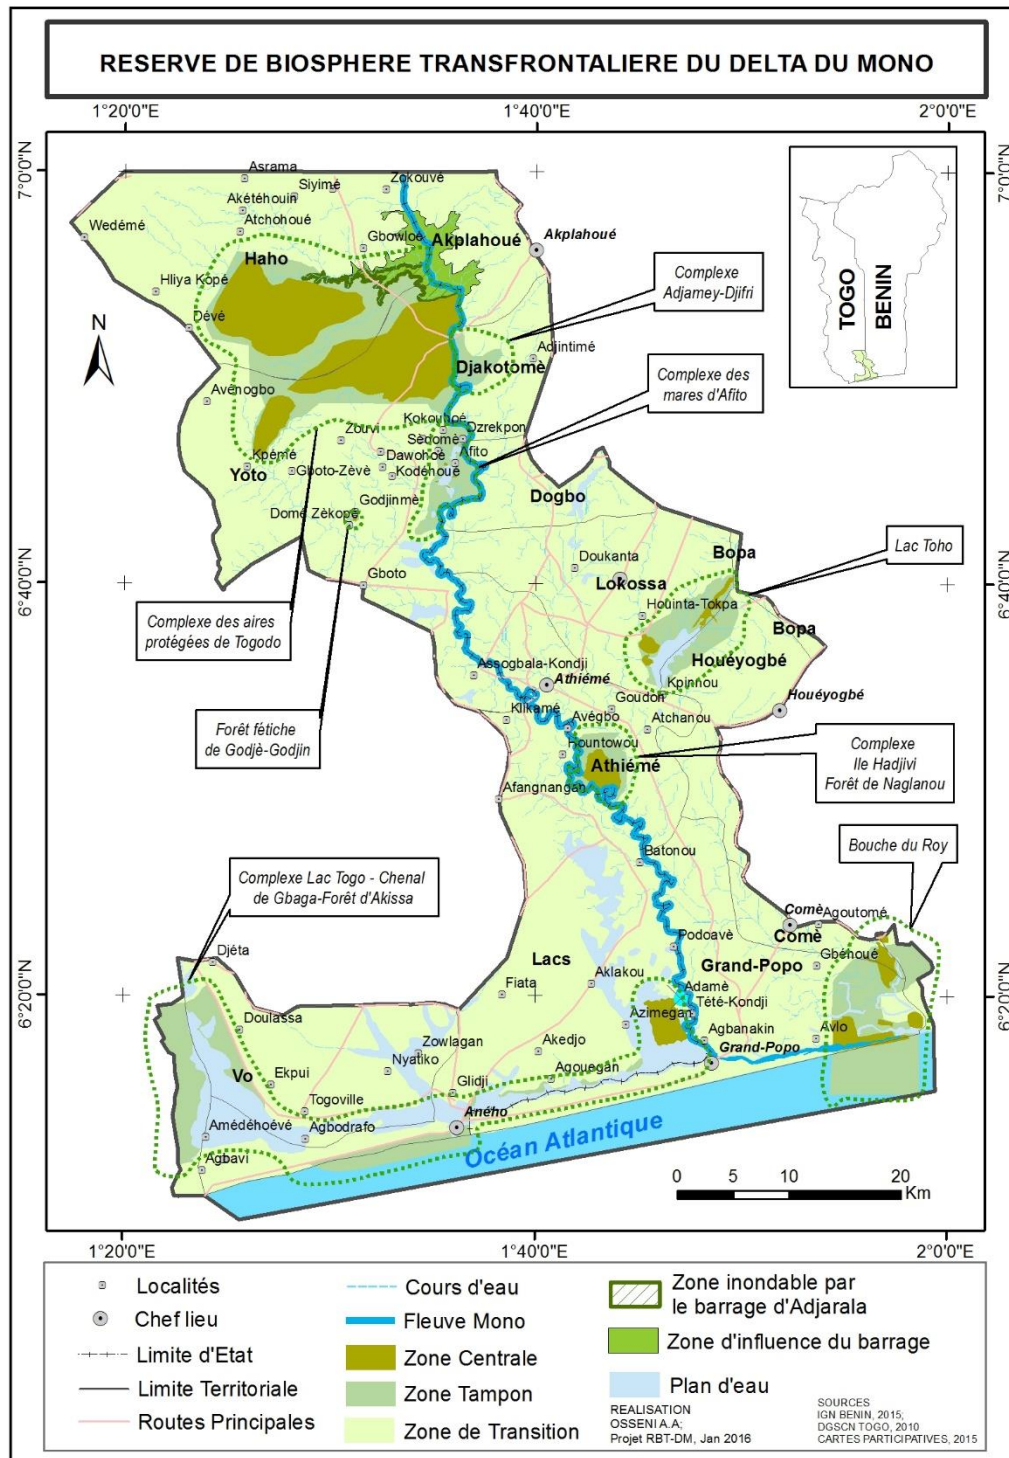 RESERVE DE BIOSPHERE TRANSFRONTALIERE DU DELTA DU MONO
1°20'0"E
1°40'0"E
2°0'0"E
7°0'0"N
7°0'0"N
Asrama
Siyimé
Zokouvé
Akétéhouin
Atchohoué
Wedémé
Gbowloé
Akplahoué
Akplahoué
Haho
Hliya Kopé
Dévé
TOGO
BENIN
N
Complexe
Adjamey-Djifri
Adjintimé
Djakotomè
Avénogbo
Complexe des
mares d'Afito
Kokouhoé
Dzrekpon
Zouvi
Sèdomè
Dawohoé
Afito
Kpémé
Yoto
Gboto-Zèvè
Kodéhoué
Godjinmè
Domé Zèkopé
Dogbo
Bopa
Lac Toho
Doukanta
Gboto
Lokossa
6°40'0"N
6°40'0"N
Houinta-Tokpa
Bopa
Complexe des aires
protégées de Togodo
Houéyogbé
Assogbala-Kondji
Athiémé
Kpinnou
Houéyogbé
Goudon
Klikamé
Avégbo
Atchanou
Forêt fétiche
de Godjè-Godjin
Hountowou
Athiémé
Complexe
Ile Hadjivi
Forêt de Naglanou
Afangnangan
Batonou
Bouche du Roy
Complexe Lac Togo - Chenal
de Gbaga-Forêt d'Akissa
Comè
Agoutomé
Comè
Podoavè
Djéta
Lacs
Grand-Popo
Gbéhoué
Aklakou
Adamè
6°20'0"N
6°20'0"N
Fiata
Tété-Kondji
Azimegan
Doulassa
Agbanakin
Avlo
Zowlagan
Akedjo
Grand-Popo
Nyatiko
Vo
Ekpui
Agouegan
Glidji
Togoville
Aného
Amédéhoévé
Agbodrafo
Océan Atlantique
Agbavi
0 5 10 20
Km
1°20'0"E
1°40'0"E
2°0'0"E
Localités
Chef lieu
Limite d'Etat
Limite Territoriale
Routes Principales
Cours d'eau
Fleuve Mono
Zone Centrale
Zone Tampon
Zone de Transition
Zone inondable par
le barrage d'Adjarala
Zone d'influence du barrage
Plan d'eau
REALISATION
OSSENI A.A;
Projet RBT-DM, Jan 2016
SOURCES
IGN BENIN, 2015;
DGSCN TOGO, 2010
CARTES PARTICIPATIVES, 2015